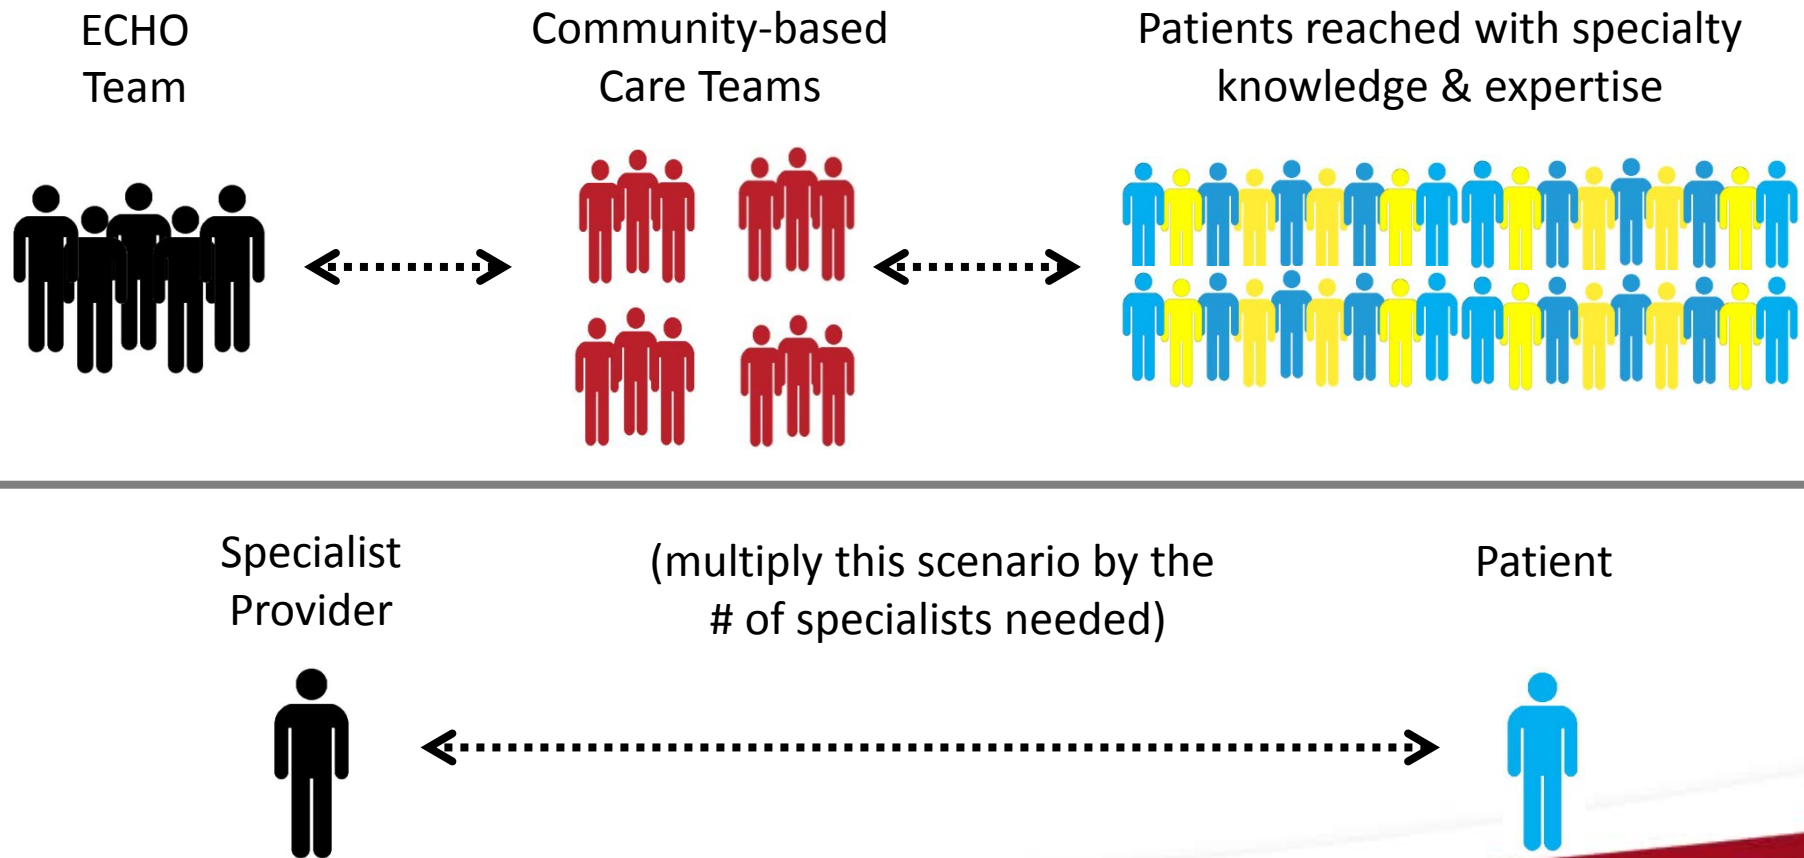 ECHO
Team
Community-based
Care Teams
Patients reached with specialty
knowledge & expertise
Specialist
Provider
(multiply this scenario by the
# of specialists needed)
Patient